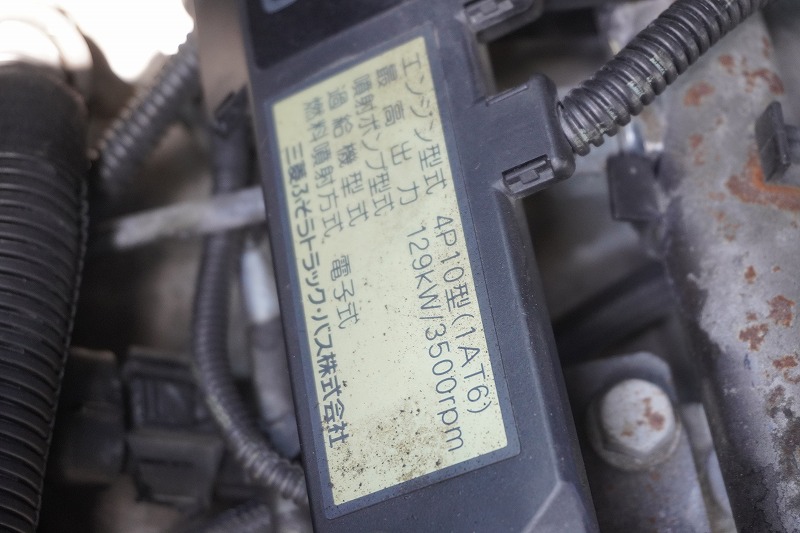 エンジン型式 4P10型(1AT6)
最高出力 129kW/3500rpm
噴射ポンプ型式
過給機型式
燃料噴射方式 電子式
三菱ふそうトラック・バス株式会社